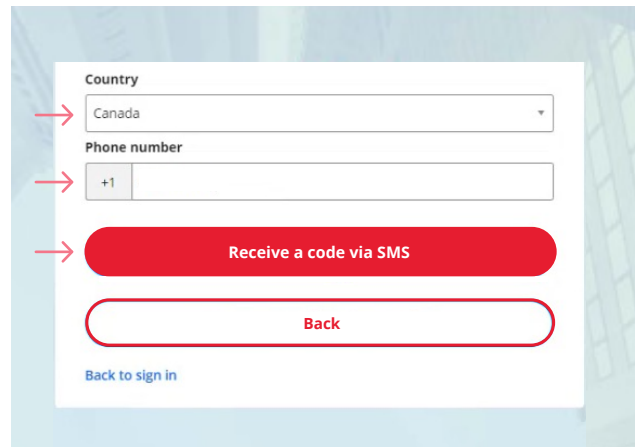 Country
Canada
Phone number
+1
Receive a code via SMS
Back
Back to sign in